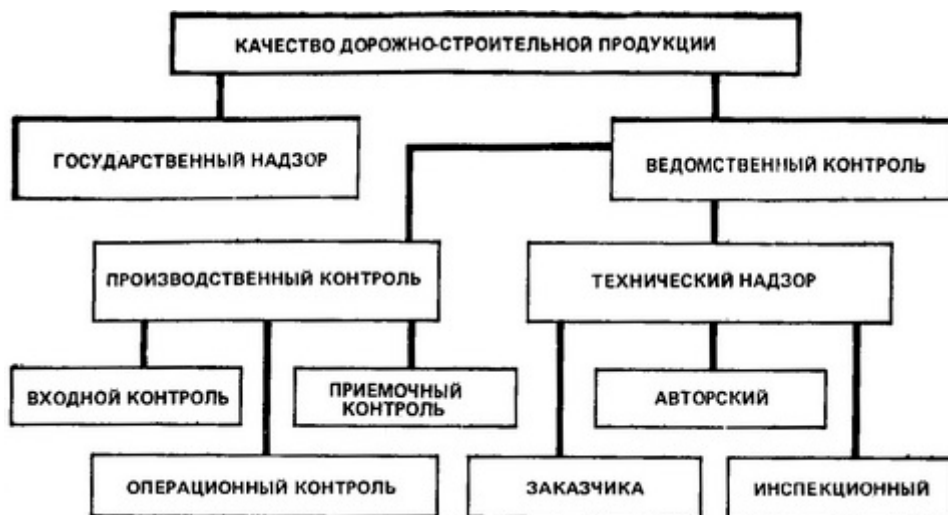 КАЧЕСТВО ДОРОЖНО-СТРОИТЕЛЬНОЙ ПРОДУКЦИИ
ГОСУДАРСТВЕННЫЙ НАДЗОР
ВЕДОМСТВЕННЫЙ КОНТРОЛЬ
ПРОИЗВОДСТВЕННЫЙ КОНТРОЛЬ
ТЕХНИЧЕСКИЙ НАДЗОР
ВХОДНОЙ КОНТРОЛЬ
ПРИЕМОЧНЫЙ
КОНТРОЛЬ
АВТОРСКИЙ
ОПЕРАЦИОННЫЙ КОНТРОЛЬ
ЗАКАЗЧИКА
ИНСПЕКЦИОННЫЙ